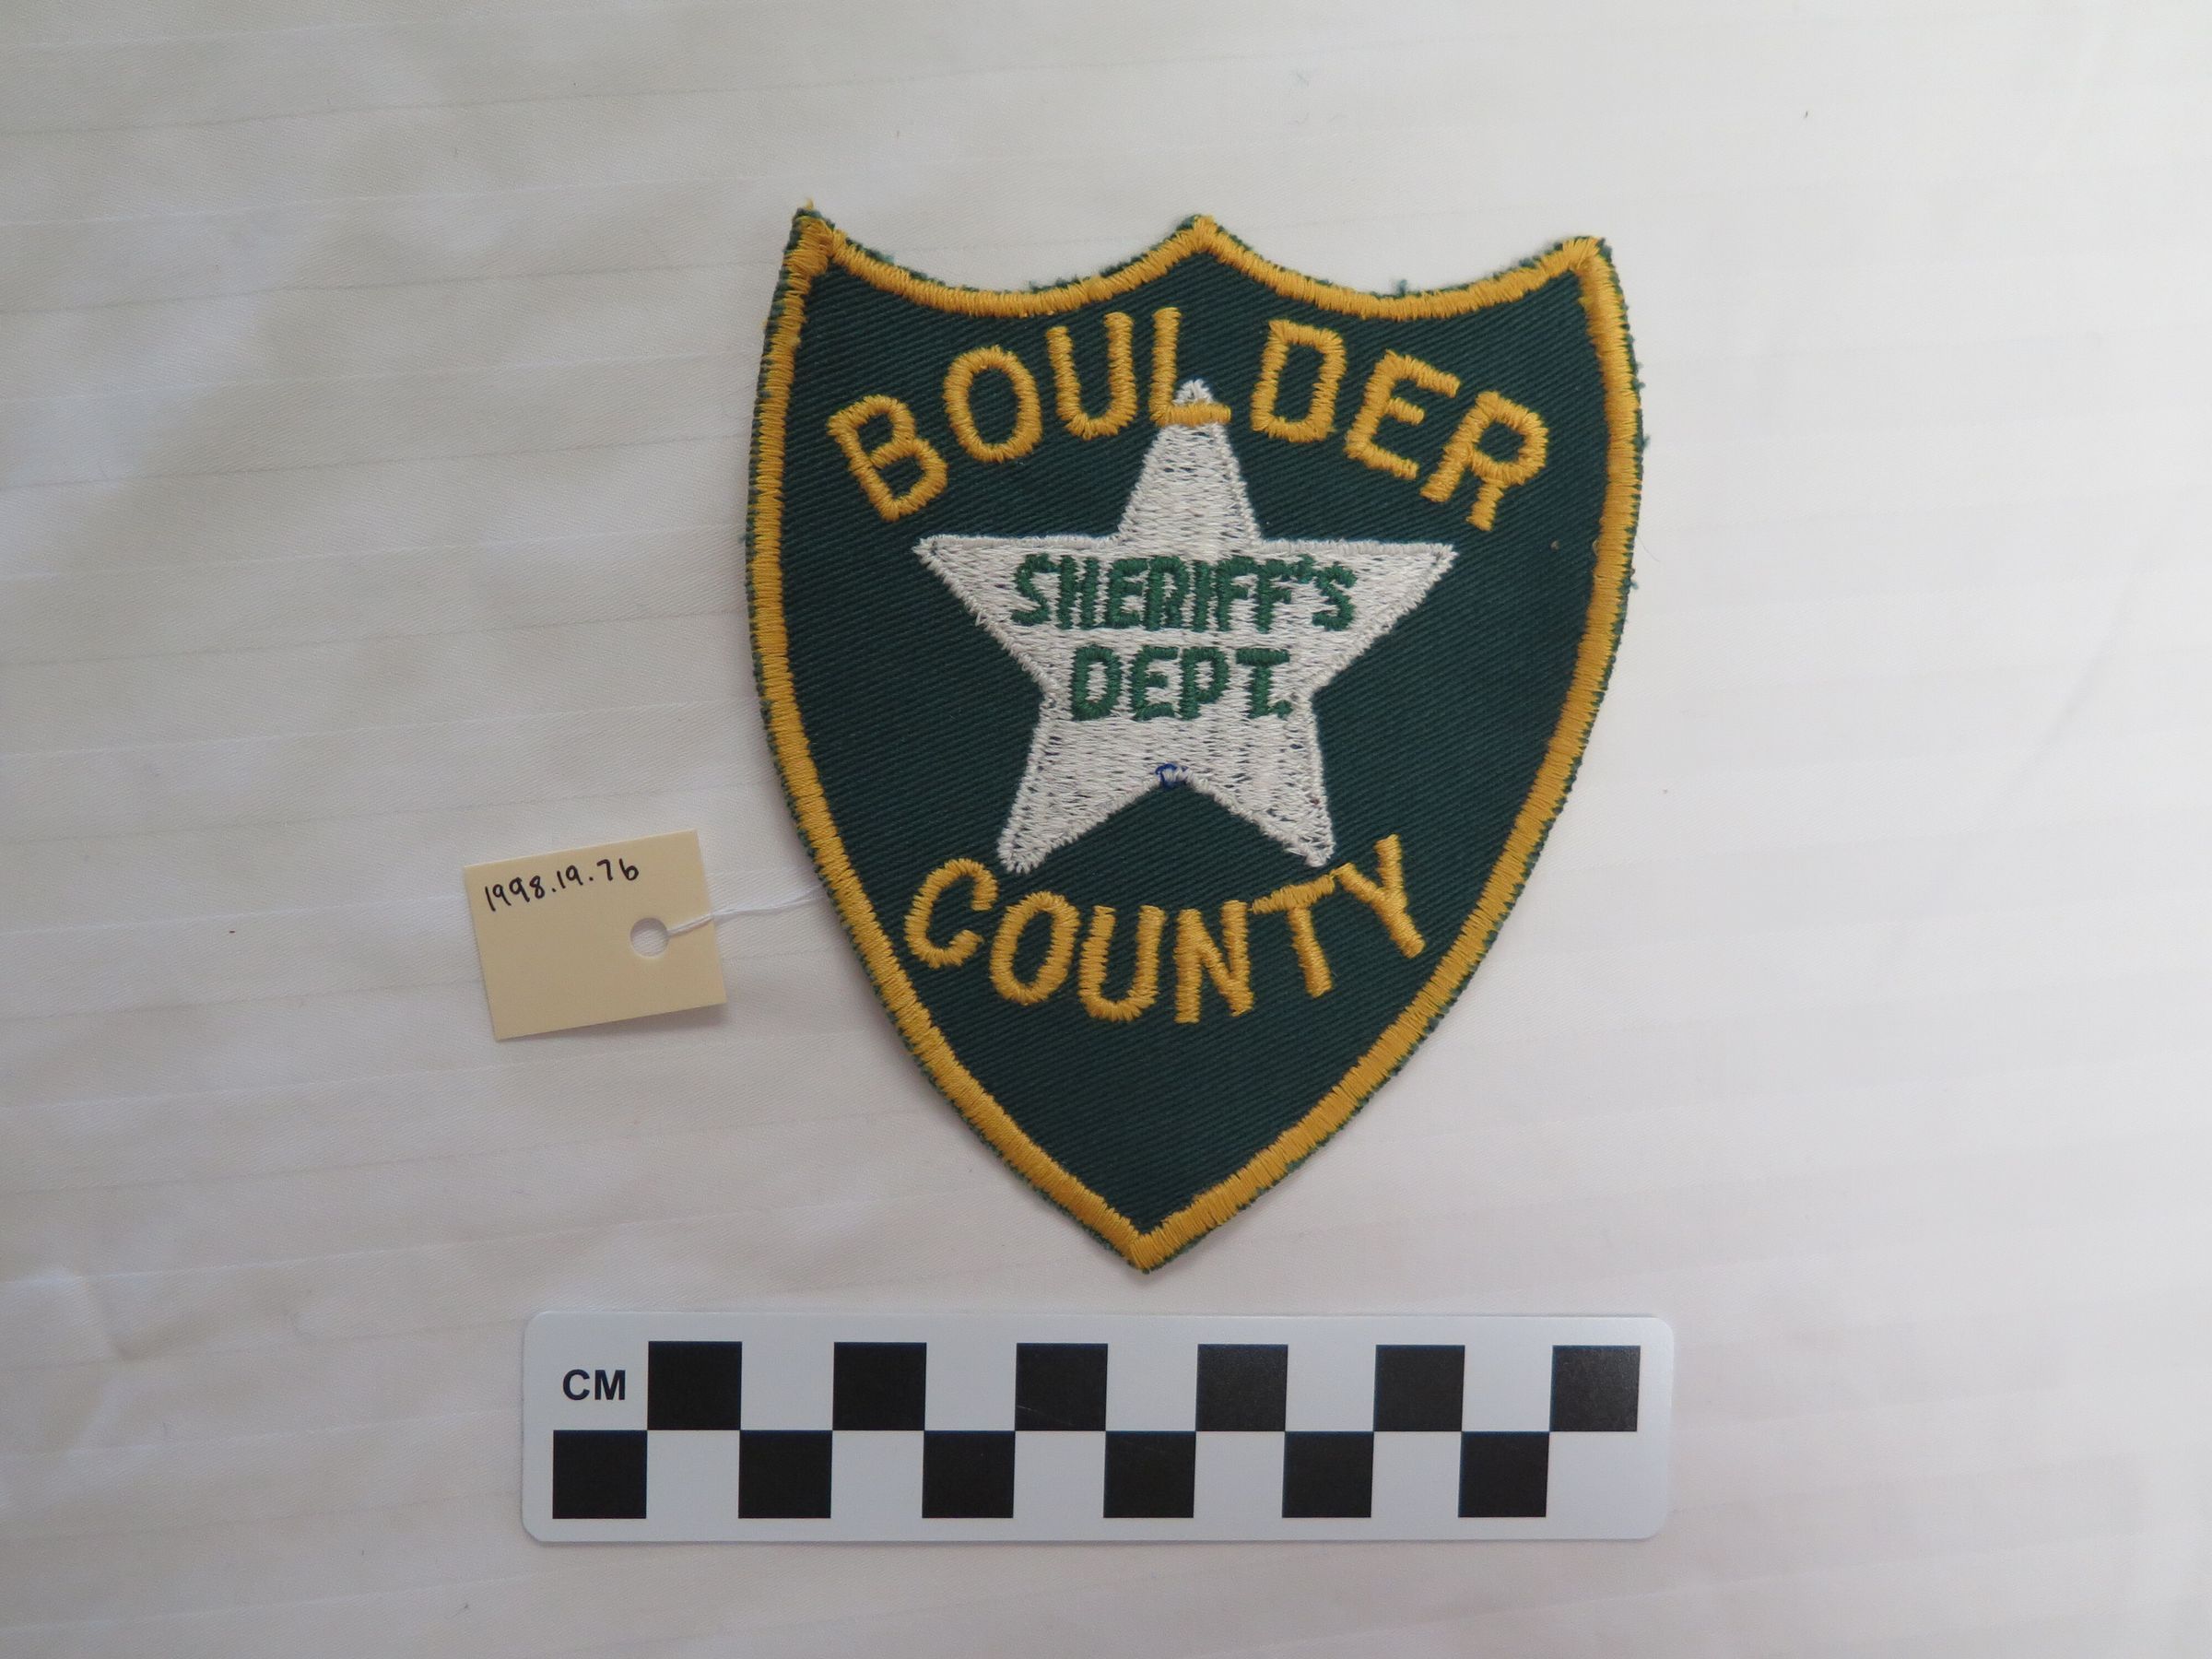 BOULDER
SHERIFF'S
DEPT.
COUNTY
1998.19.76
CM